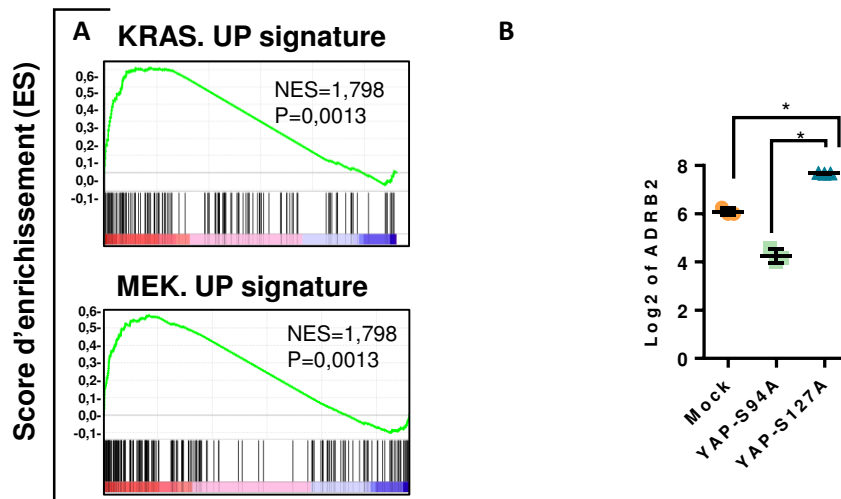 A
KRAS. UP signature
Score d'enrichissement (ES)
0,6-
0,5-
0,4-
0,3-
0,2-
0,1-
0,0-
-0,1-
NES=1,798
P=0,0013
MEK. UP signature
0,6-
0,5-
0,4-
0,3-
0,2-
0,1-
0,0-
-0,1-
NES=1,798
P=0,0013
B
*
*
Log2 of ADRB2
8
6
4
2
0
Mock
YAP-S94A
YAP-S127A